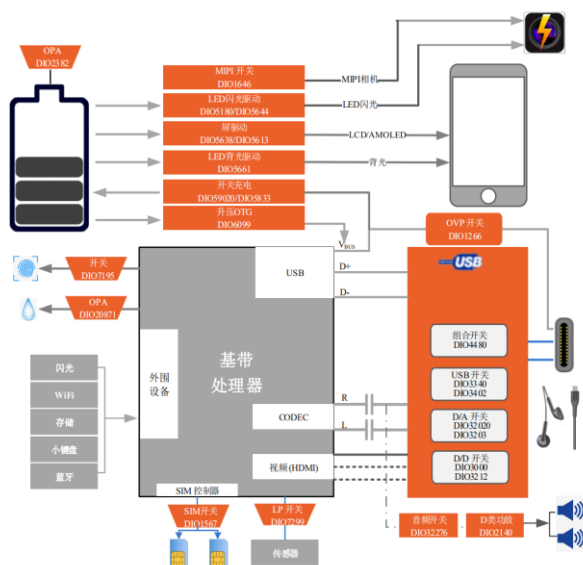 OPA
DIO2382
MIPI 开关
DIO1646
MIPI相机
LED闪光驱动
DIO5180/DIO5644
LED闪光
屏驱动
DIO5638/DIO5613
LCD/AMOLED
LED背光驱动
DIO5661
背光
开关充电
DIO59020/DIO5833
升压OTG
DIO6099
OVP 开关
DIO1266
VBUS
开关
DIO7195
USB
D+
D-
USB
OPA
DIO20871
组合开关
DIO4480
基带
处理器
外围
设备
闪光
WiFi
存储
小键盘
蓝牙
USB 开关
DIO3340
DIO3402
CODEC
R
L
D/A 开关
DIO32020
DIO3203
视频(HDMI)
D/D 开关
DIO3000
DIO3212
SIM 控制器
SIM开关
DIO1567
LP 开关
DIO7299
传感器
音频开关
DIO32276
D类功放
DIO2140